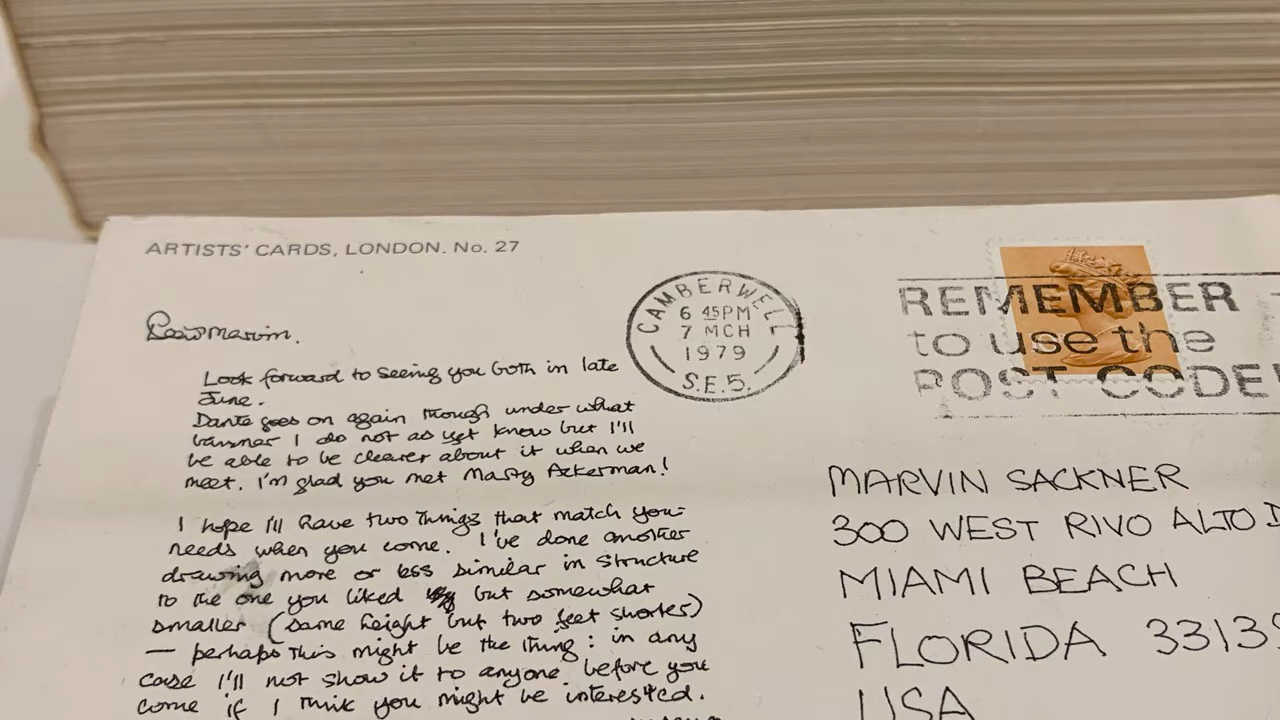 ARTISTS' CARDS, LONDON. No. 27
Dear Marvin.
Look forward to seeing you both in late
June.
Dante goes on again though under what
banner I do not as yet know but I'll
be able to be clearer about it when we
meet. I'm glad you met Marty Ackerman!
I hope I'll have two things that match your
needs when you come. I've done another
drawing more or less similar in structure
to the one you liked but somewhat
smaller (same height but two feet shorter)
— perhaps this might be the thing: in any
case I'll not show it to anyone before you
come if I think you might be interested.
CAMBERWELL
6 45PM
7 MCH
1979
S.E.5.
REMEMBER
to use the
POST CODE
MARVIN SACKNER
300 WEST RIVO ALTO D
MIAMI BEACH
FLORIDA 33139
USA